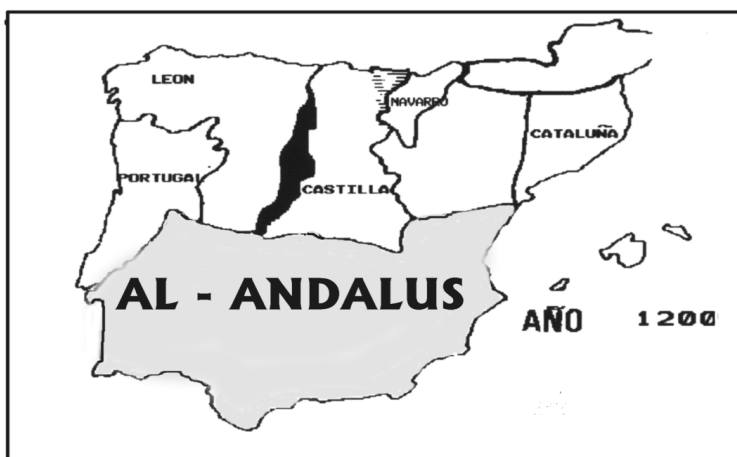 LEON
NAVARRO
CATALUÑA
PORTUGAL
CASTILLA
AL - ANDALUS
AÑO 1200